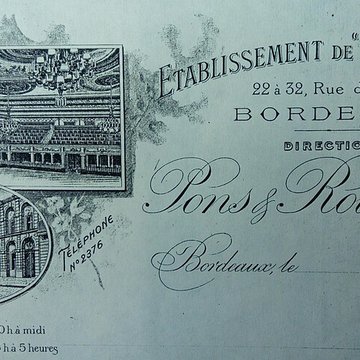 ETABLISSEMENT DE "
22 à 32, Rue d
BORDE
DIRECTIO
Pons & Ro
TÉLÉPHONE
N° 2376
Bordeaux, le
0 h à midi
h à 5 heures